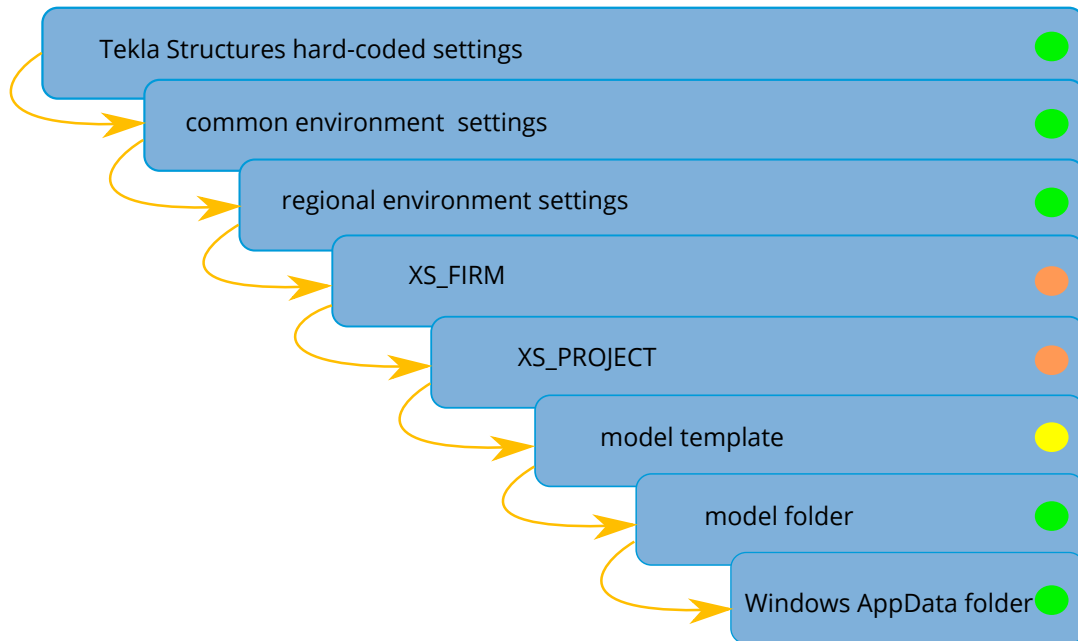 Tekla Structures hard-coded settings
common environment  settings
regional environment settings
XS_FIRM
XS_PROJECT
model template
model folder
Windows AppData folder